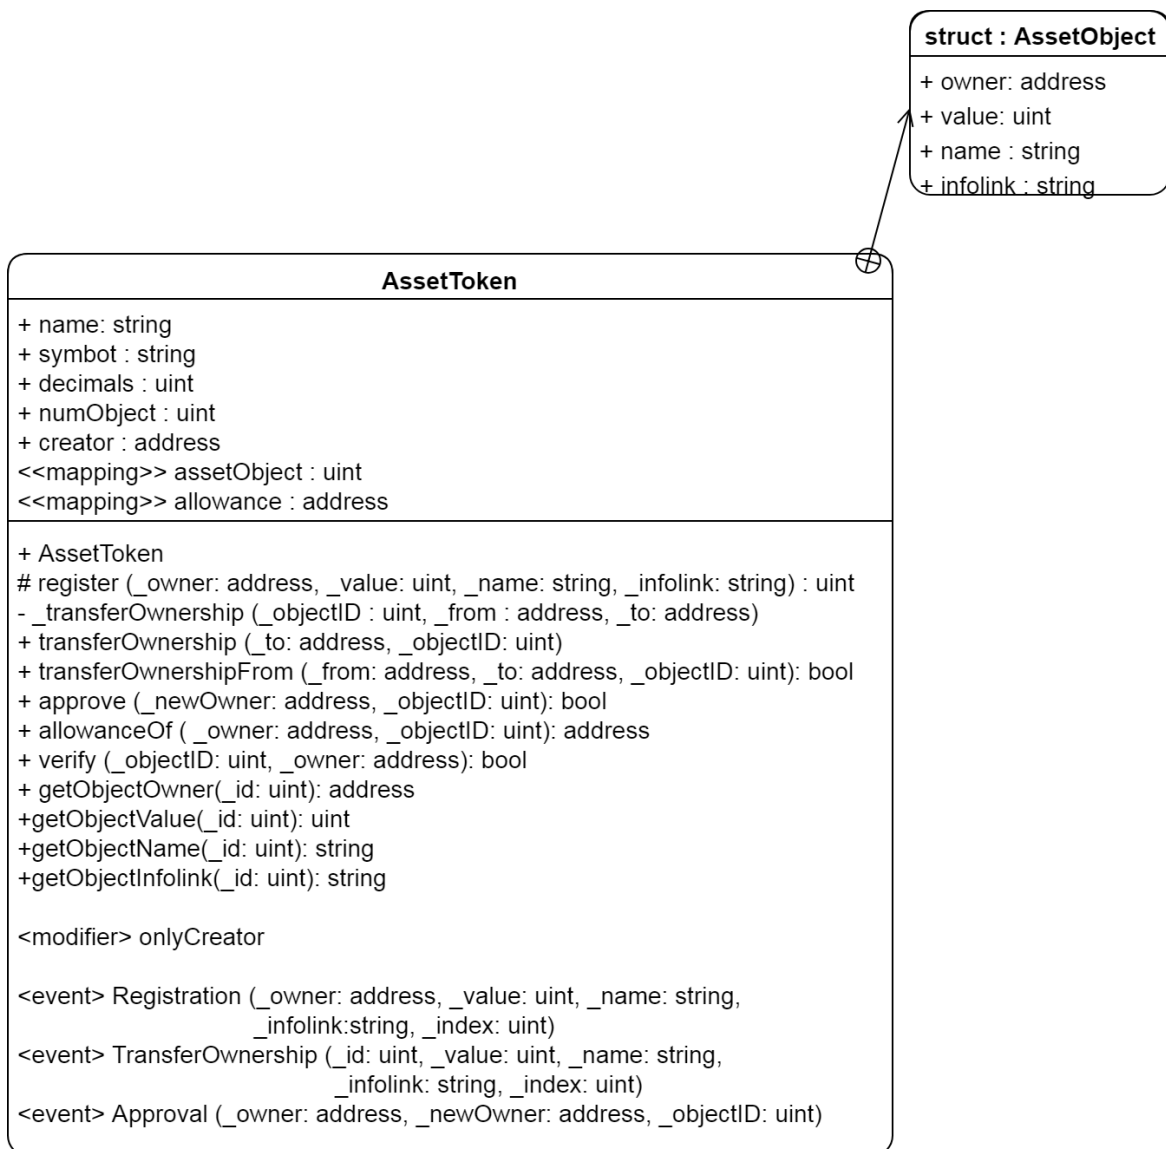 struct : AssetObject
+ owner: address
+ value: uint
+ name : string
+ infolink : string
AssetToken
+ name: string
+ symbot : string
+ decimals : uint
+ numObject : uint
+ creator : address
<<mapping>> assetObject : uint
<<mapping>> allowance : address
+ AssetToken
# register (_owner: address, _value: uint, _name: string, _infolink: string) : uint
- _transferOwnership (_objectID : uint, _from : address, _to: address)
+ transferOwnership (_to: address, _objectID: uint)
+ transferOwnershipFrom (_from: address, _to: address, _objectID: uint): bool
+ approve (_newOwner: address, _objectID: uint): bool
+ allowanceOf ( _owner: address, _objectID: uint): address
+ verify (_objectID: uint, _owner: address): bool
+ getObjectOwner(_id: uint): address
+getObjectValue(_id: uint): uint
+getObjectName(_id: uint): string
+getObjectInfolink(_id: uint): string
<modifier> onlyCreator
<event> Registration (_owner: address, _value: uint, _name: string,
_infolink:string, _index: uint)
<event> TransferOwnership (_id: uint, _value: uint, _name: string,
_infolink: string, _index: uint)
<event> Approval (_owner: address, _newOwner: address, _objectID: uint)